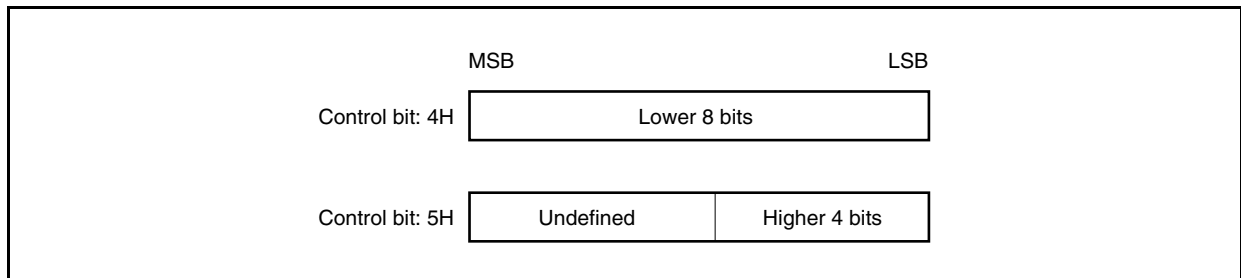 MSB LSB
Control bit: 4H Lower 8 bits
Control bit: 5H Undefined Higher 4 bits